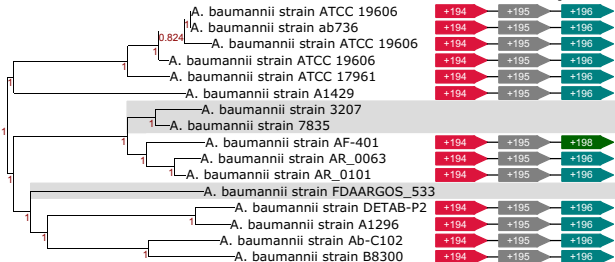 A. baumannii strain ATCC 19606 +194 +195 +196
1 A. baumannii strain ab736 +194 +195 +196
0.824 A. baumannii strain ATCC 19606 +194 +195 +196
1 A. baumannii strain ATCC 19606 +194 +195 +196
1 A. baumannii strain ATCC 17961 +194 +195 +196
1 A. baumannii strain A1429 +194 +195 +196
A. baumannii strain 3207
1 1 A. baumannii strain 7835
1 A. baumannii strain AF-401 +194 +195 +198
1 A. baumannii strain AR_0063 +194 +195 +196
1 1 A. baumannii strain AR_0101 +194 +195 +196
A. baumannii strain FDAARGOS_533
1 A. baumannii strain DETAB-P2 +194 +195 +196
1 1 A. baumannii strain A1296 +194 +195 +196
A. baumannii strain Ab-C102 +194 +195 +196
1 A. baumannii strain B8300 +194 +195 +196